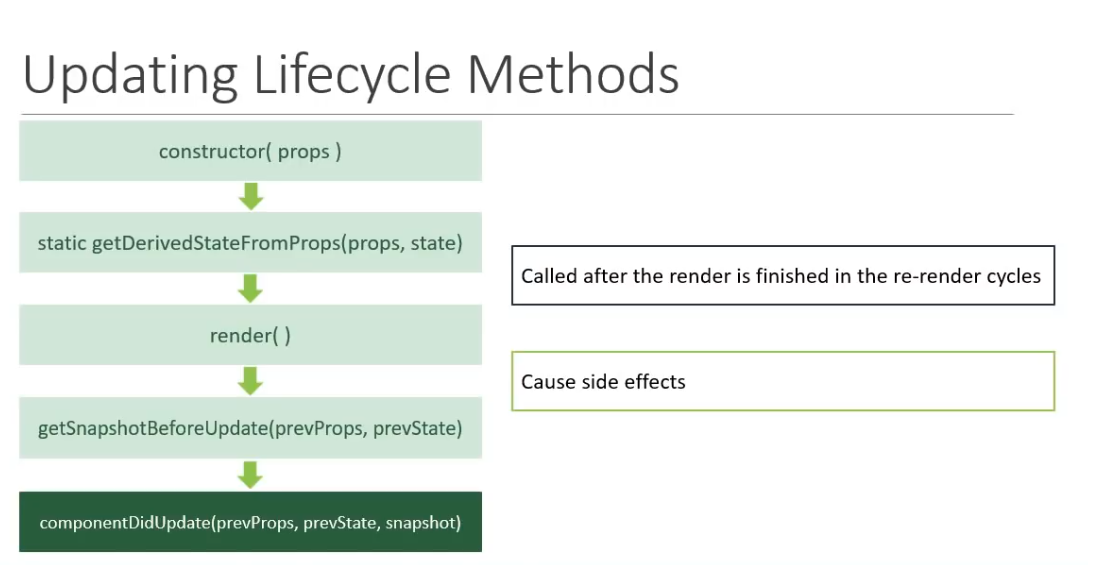 Updating Lifecycle Methods
constructor( props )
static getDerivedStateFromProps(props, state)
render( )
getSnapshotBeforeUpdate(prevProps, prevState)
componentDidUpdate(prevProps, prevState, snapshot)
Called after the render is finished in the re-render cycles
Cause side effects